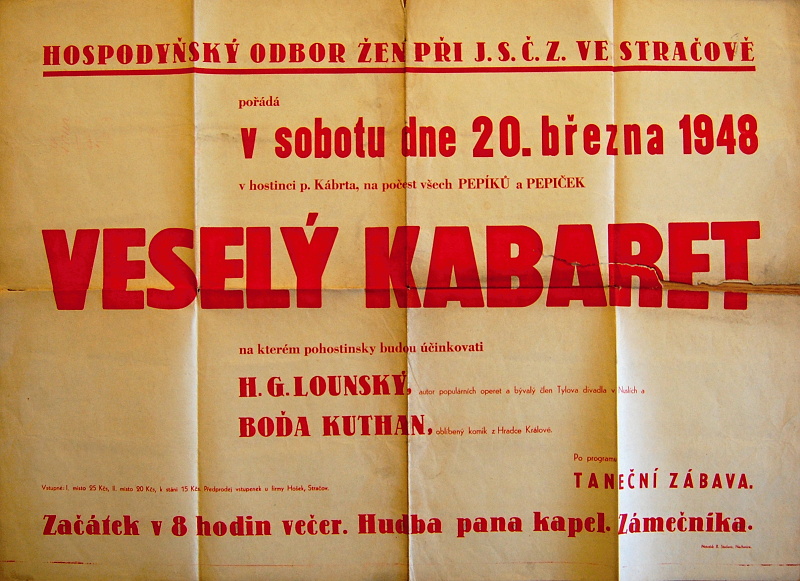 HOSPODYŇSKÝ ODBOR ŽEN PŘI J. S. Č. Z. VE STRAČOVĚ
pořádá
v sobotu dne 20. března 1948
v hostinci p. Kábrta, na počest všech PEPÍKŮ a PEPIČEK
VESELÝ KABARET
na kterém pohostinsky budou účinkovati
H. G. LOUNSKÝ, autor populárních operet a bývalý člen Tylova divadla v Nuslích a
BOĎA KUTHAN, oblíbený komik z Hradce Králové.
Po programu
TANEČNÍ ZÁBAVA.
Vstupné: I. místo 25 Kčs, II. místo 20 Kčs, k stání 15 Kčs. Předprodej vstupenek u firmy Hošek, Stračov.
Začátek v 8 hodin večer. Hudba pana kapel. Zámečníka.